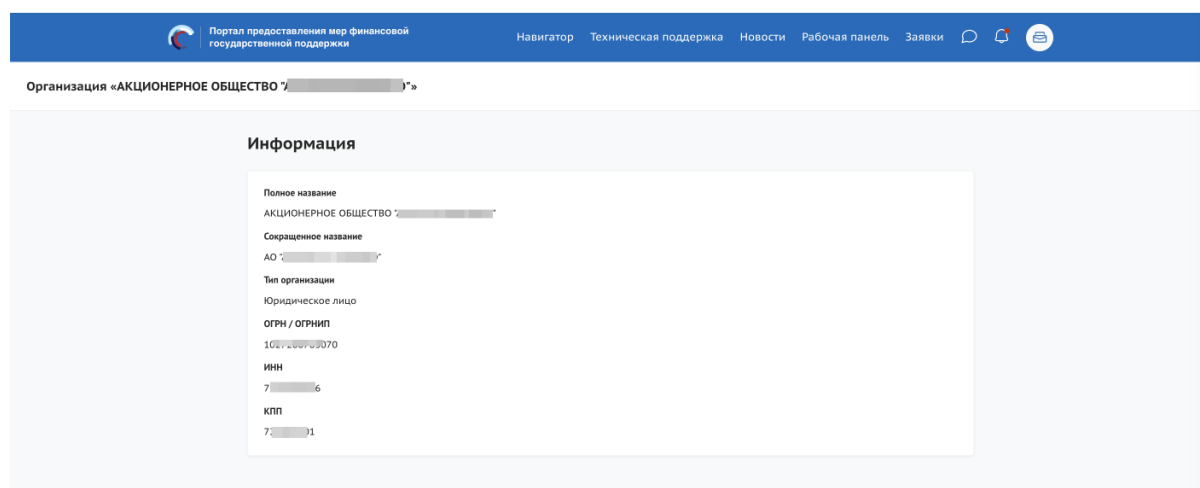 Портал предоставления мер финансовой
государственной поддержки
Навигатор Техническая поддержка Новости Рабочая панель Заявки
Организация «АКЦИОНЕРНОЕ ОБЩЕСТВО "
Информация
Полное название
АКЦИОНЕРНОЕ ОБЩЕСТВО "
Сокращенное название
АО "
Тип организации
Юридическое лицо
ОГРН / ОГРНИП
ИНН
КПП